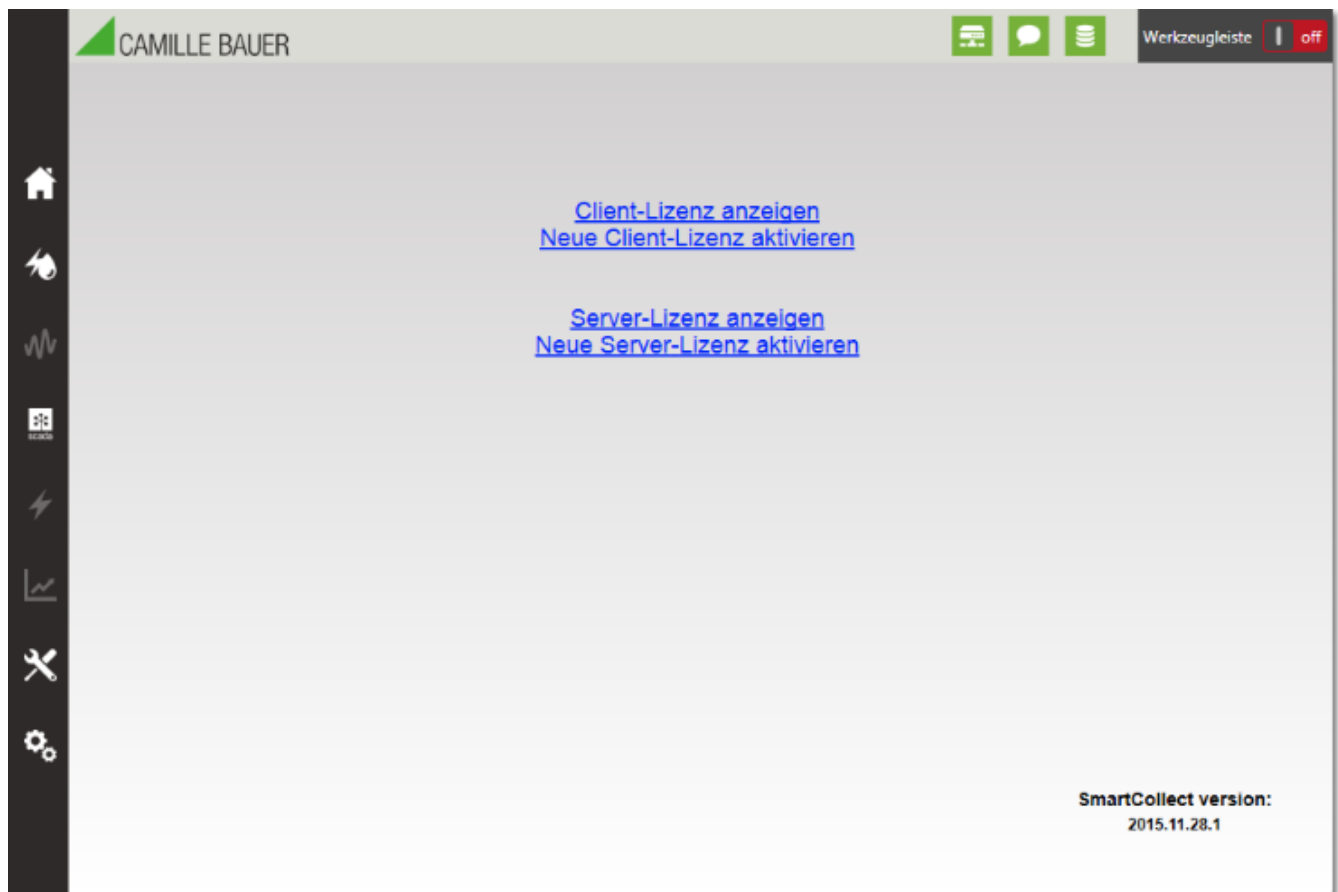 CAMILLE BAUER
Werkzeugleiste
off
Client-Lizenz anzeigen
Neue Client-Lizenz aktivieren
Server-Lizenz anzeigen
Neue Server-Lizenz aktivieren
scada
SmartCollect version:
2015.11.28.1